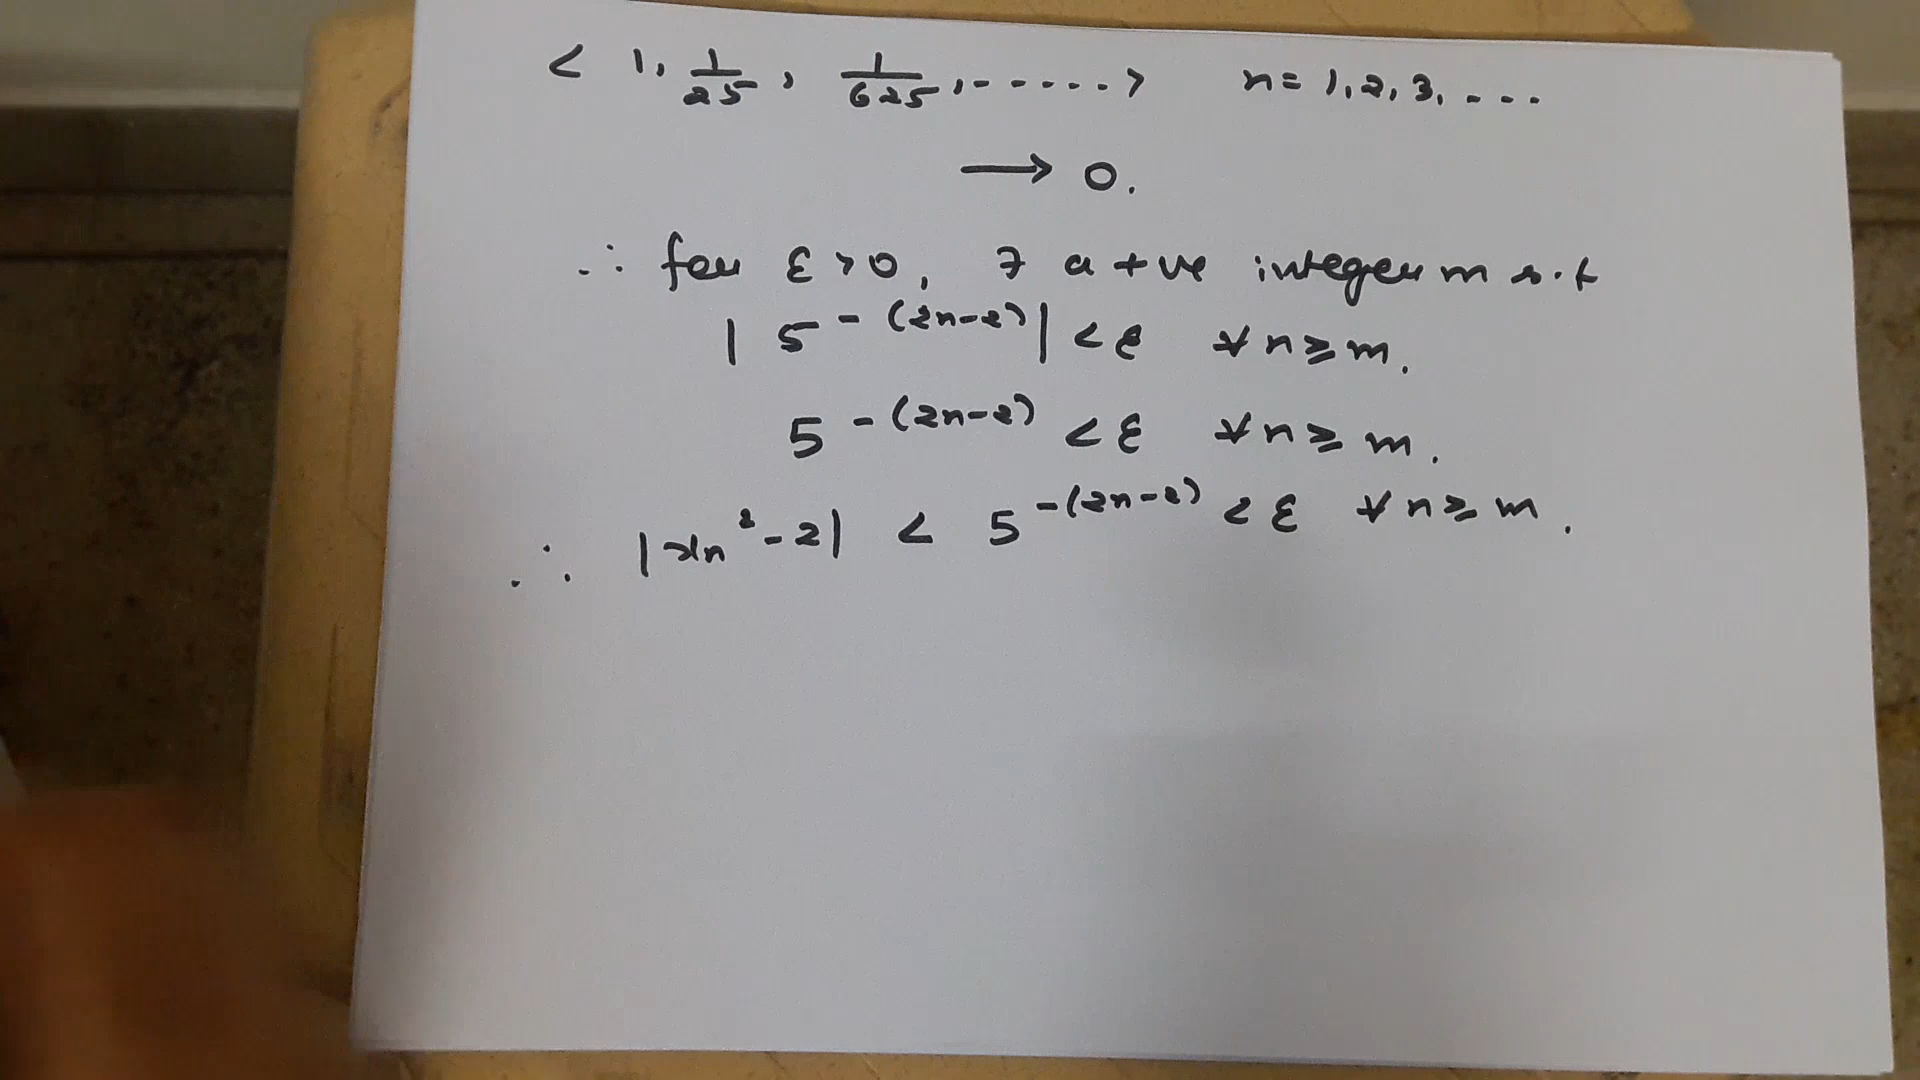 < 1, 1/25, 1/625, ...... > n = 1, 2, 3, ...
⟶ 0.
∴ for ε > 0, ∃ a +ve integer m s.t
| 5^-(2n-2) | < ε ∀ n ≥ m.
5^-(2n-2) < ε ∀ n ≥ m.
∴ |xn² - 2| < 5^-(2n-2) < ε ∀ n ≥ m.